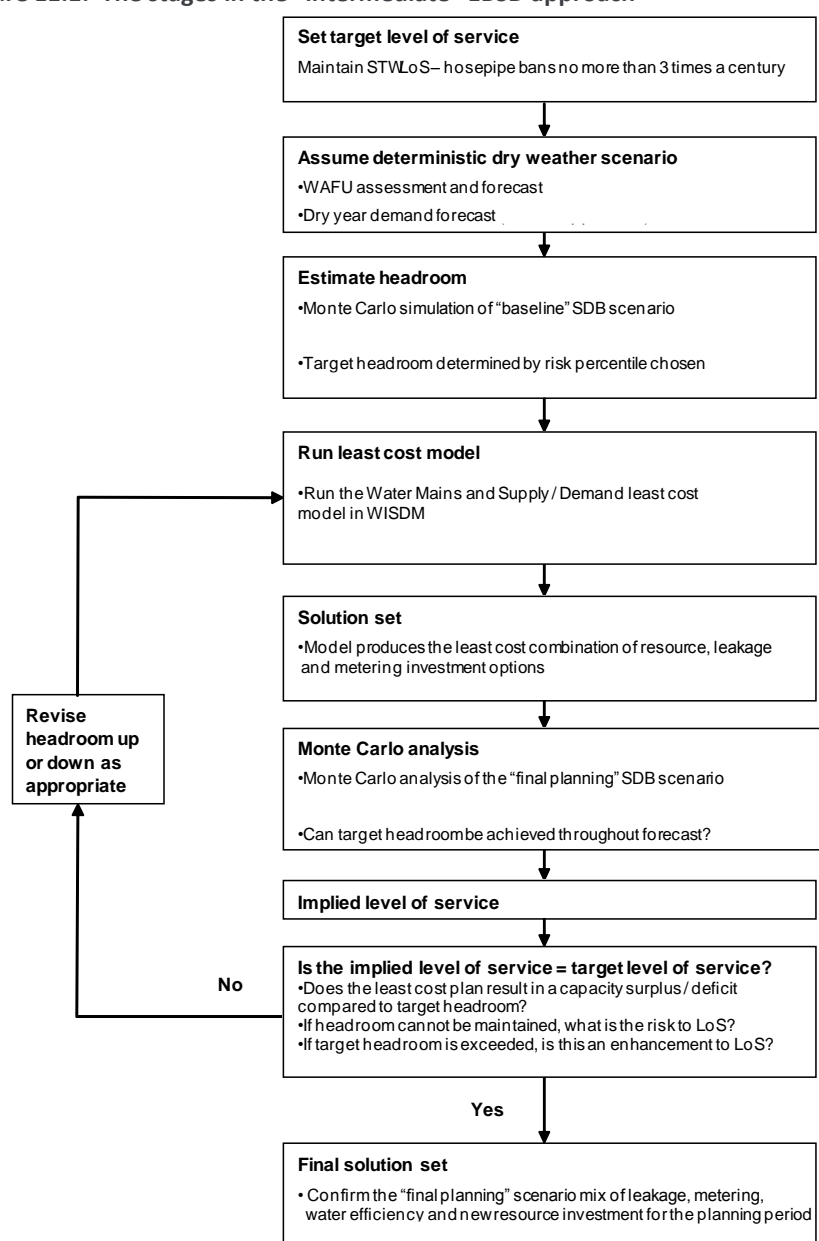 The stages in the "Intermediate"
approach
Set target level of service
Maintain STWLoS– hosepipe bans no more than 3 times a century
Assume deterministic dry weather scenario
•WAFU assessment and forecast
•Dry year demand forecast
Estimate headroom
•Monte Carlo simulation of "baseline" SDB scenario
•Target headroom determined by risk percentile chosen
Run least cost model
•Run the Water Mains and Supply / Demand least cost
model in WISDM
Solution set
•Model produces the least cost combination of resource, leakage
and metering investment options
Revise
headroom up
or down as
appropriate
Monte Carlo analysis
•Monte Carlo analysis of the "final planning" SDB scenario
•Can target headroom be achieved throughout forecast?
Implied level of service
No
Is the implied level of service = target level of service?
•Does the least cost plan result in a capacity surplus / deficit
compared to target headroom?
•If headroom cannot be maintained, what is the risk to LoS?
•If target headroom is exceeded, is this an enhancement to LoS?
Yes
Final solution set
• Confirm the "final planning" scenario mix of leakage, metering,
water efficiency and new resource investment for the planning period